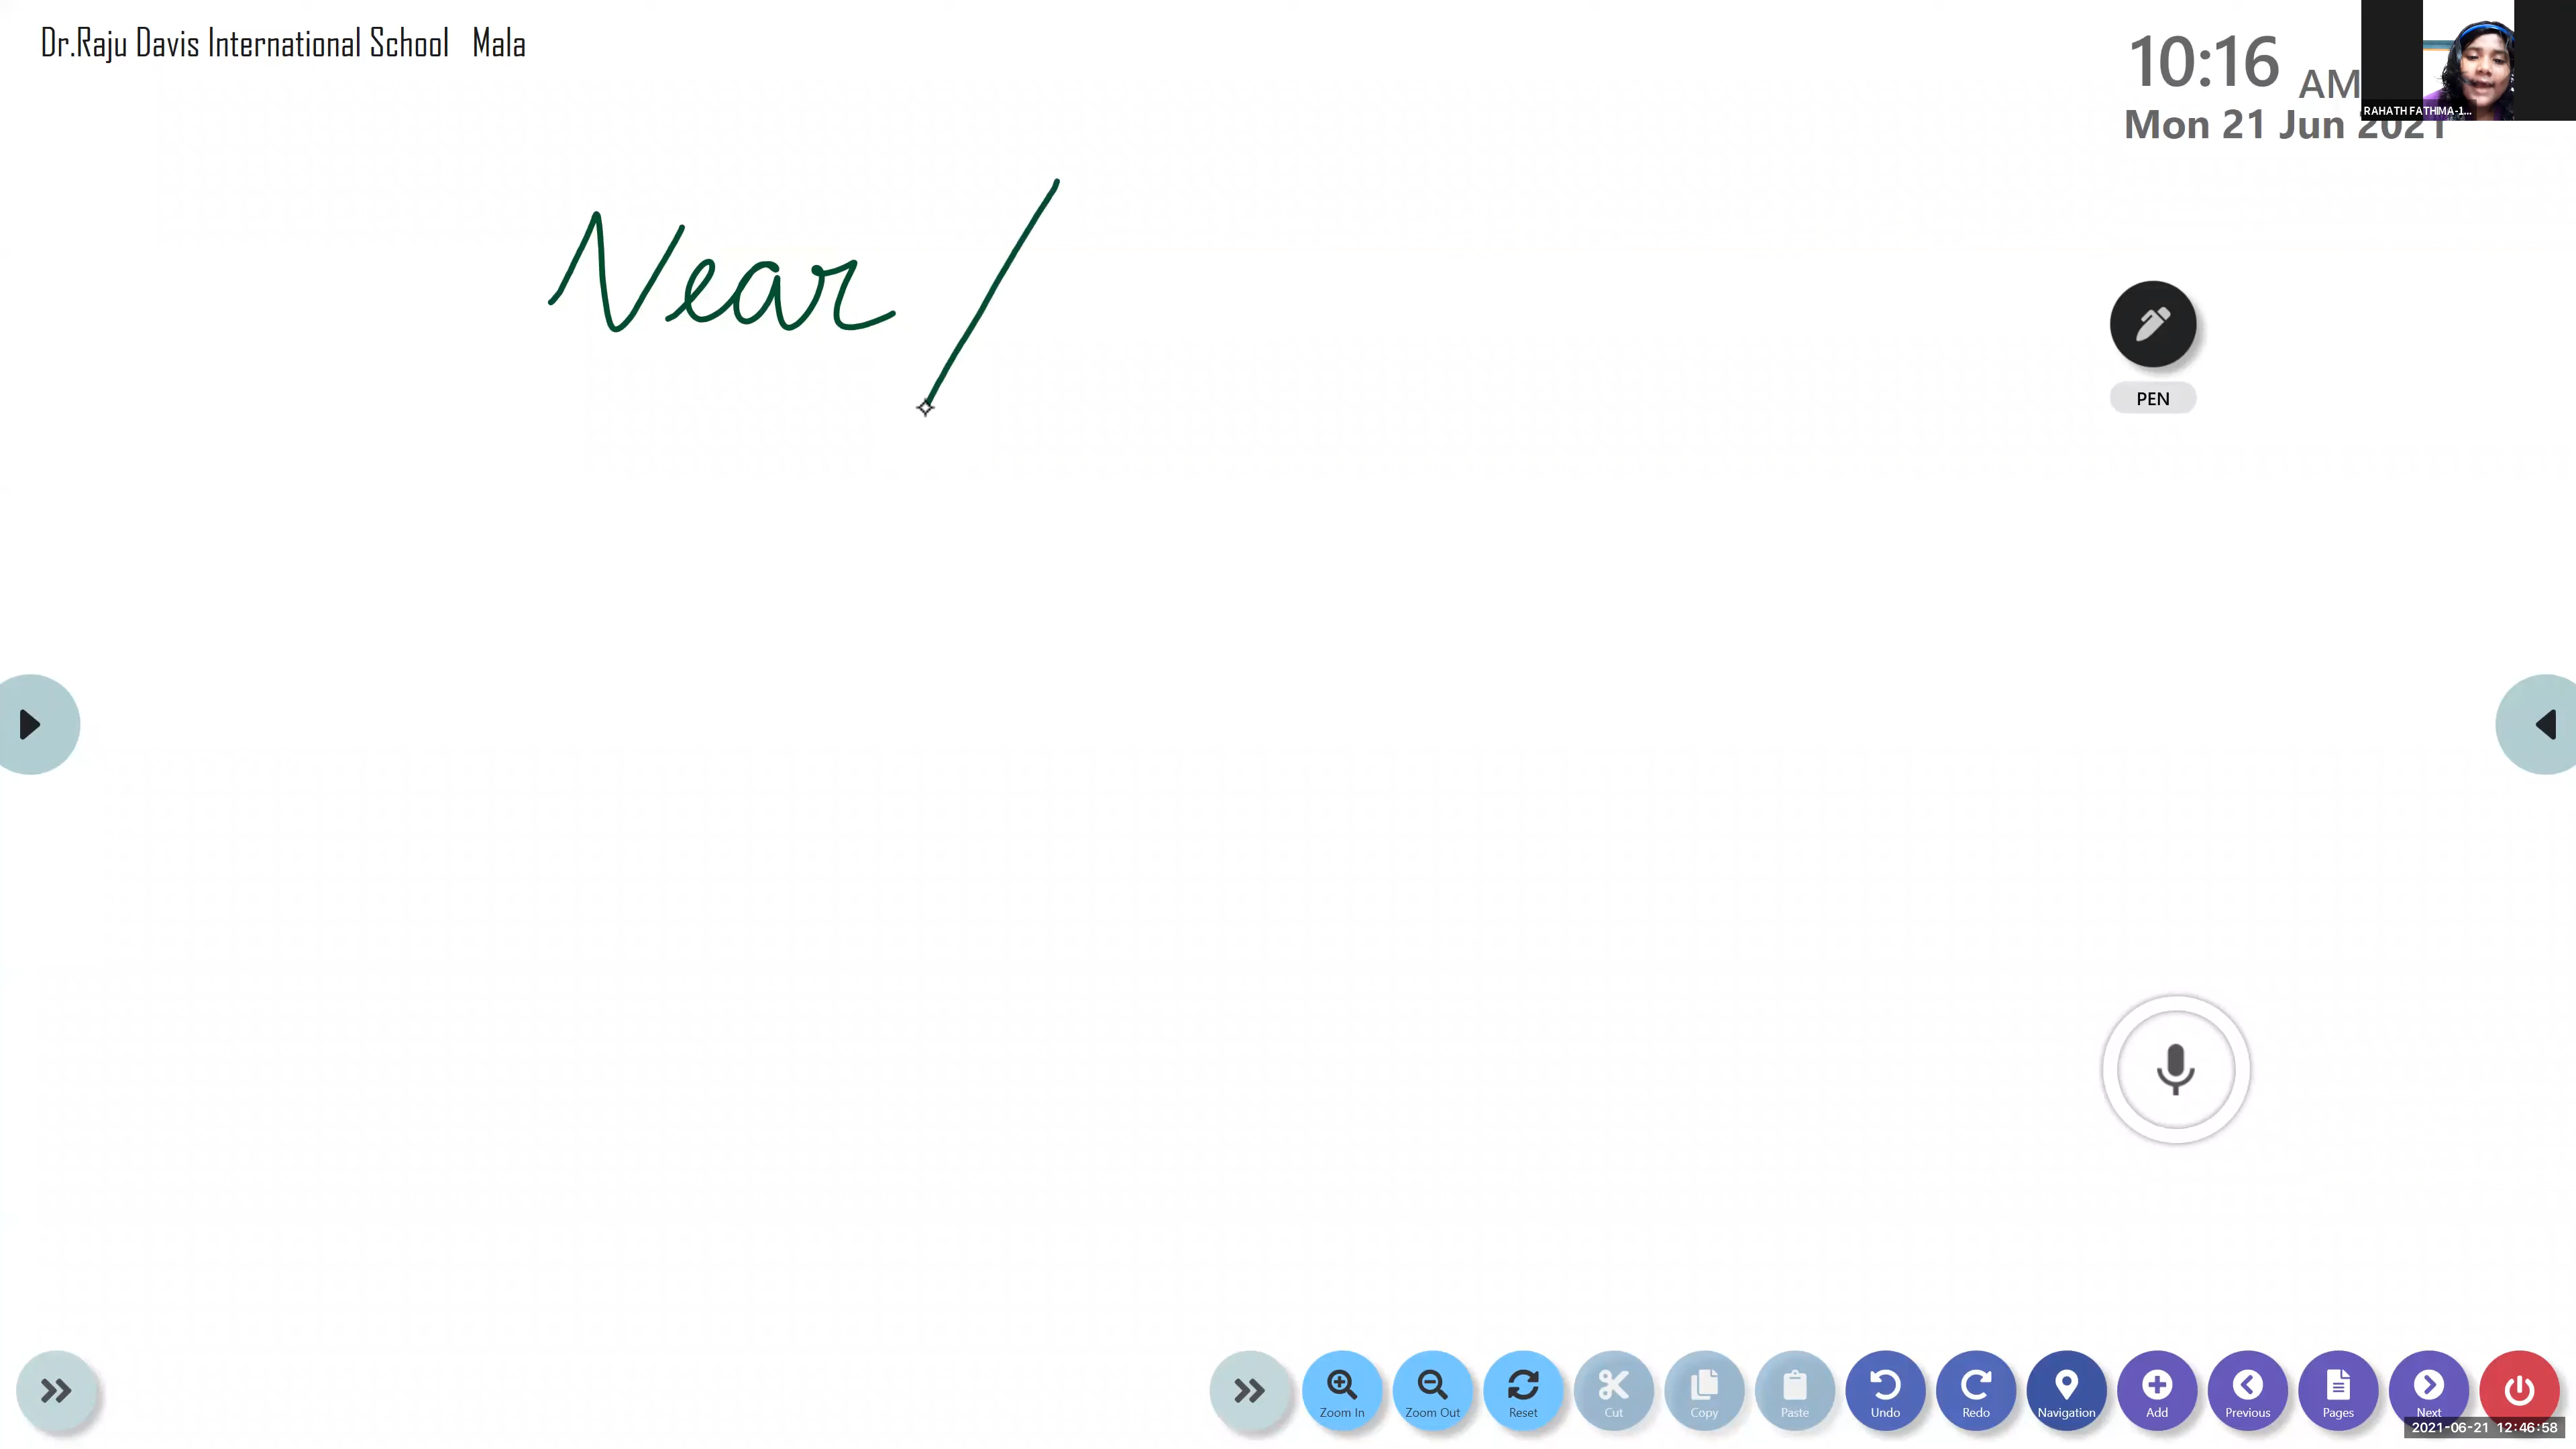 Dr.Raju Davis International School Mala
10:16 AM
Mon 21 Jun 2021
RAHATH FATHIMA-1...
Near /
PEN
Zoom In
Zoom Out
Reset
Cut
Copy
Paste
Undo
Redo
Navigation
Add
Previous
Pages
Next
2021-06-21 12:46:58